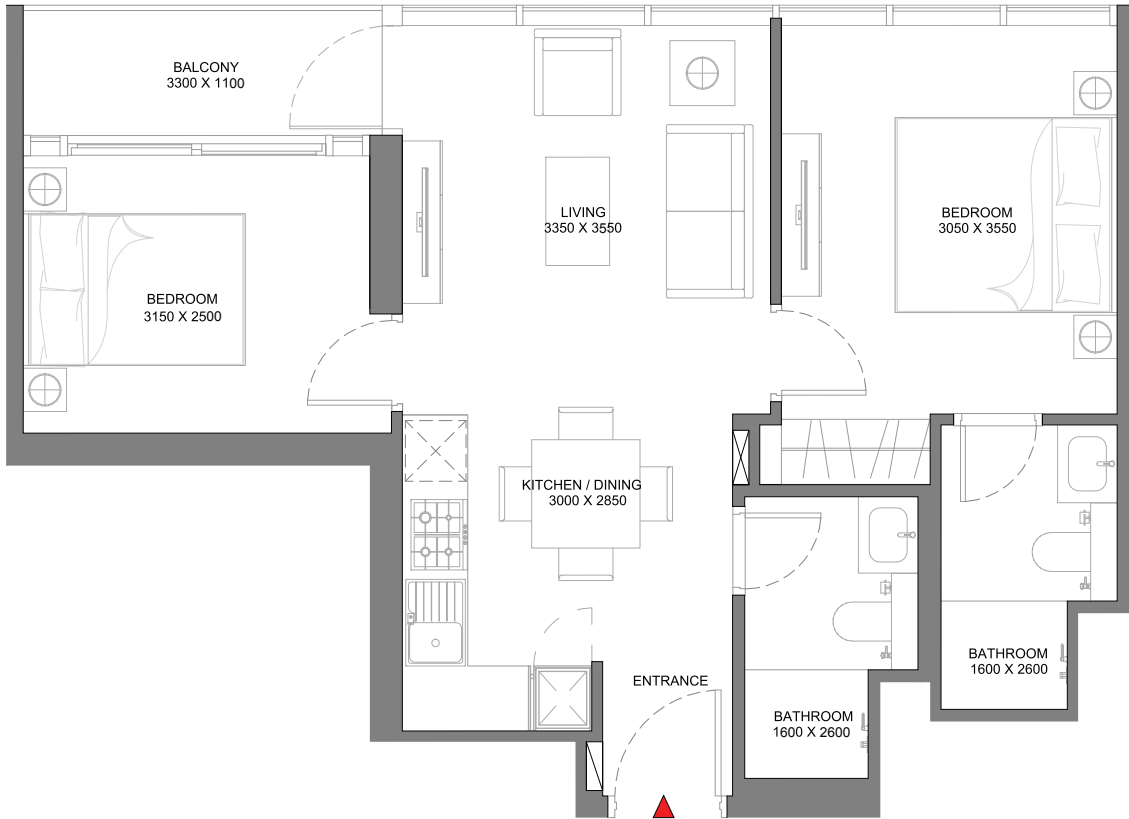 BALCONY
3300 X 1100
LIVING
3350 X 3550
BEDROOM
3050 X 3550
BEDROOM
3150 X 2500
KITCHEN / DINING
3000 X 2850
BATHROOM
1600 X 2600
ENTRANCE
BATHROOM
1600 X 2600